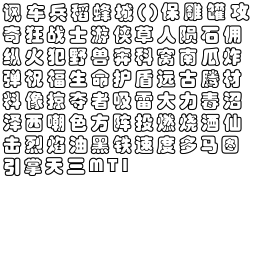 讽车兵稻蜂城()保雕罐攻
奇狂战士游侠草人陨石佣
纵火犯野兽帝科窝南瓜炸
弹祝福生命护盾远古腾材
料像掠夺者吸雷大力毒沼
泽西嘲色方阵投燃烧酒仙
击烈焰油黑铁速度多马图
引掌天三MTI